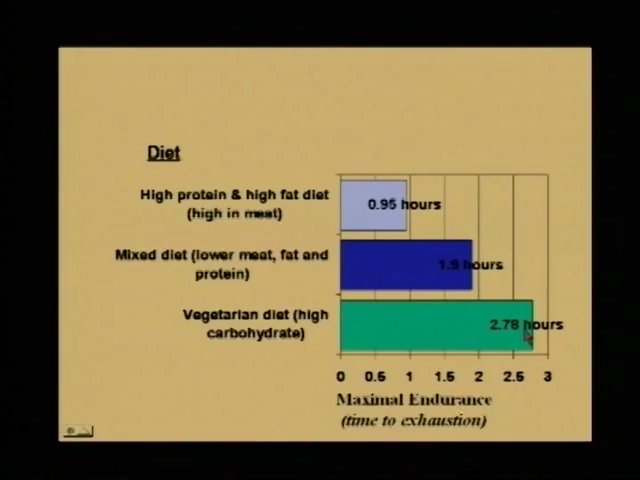 Diet
High protein & high fat diet
(high in meat)
0.95 hours
Mixed diet (lower meat, fat and
protein)
1.9 hours
Vegetarian diet (high
carbohydrate)
2.78 hours
0 0.5 1 1.5 2 2.5 3
Maximal Endurance
(time to exhaustion)